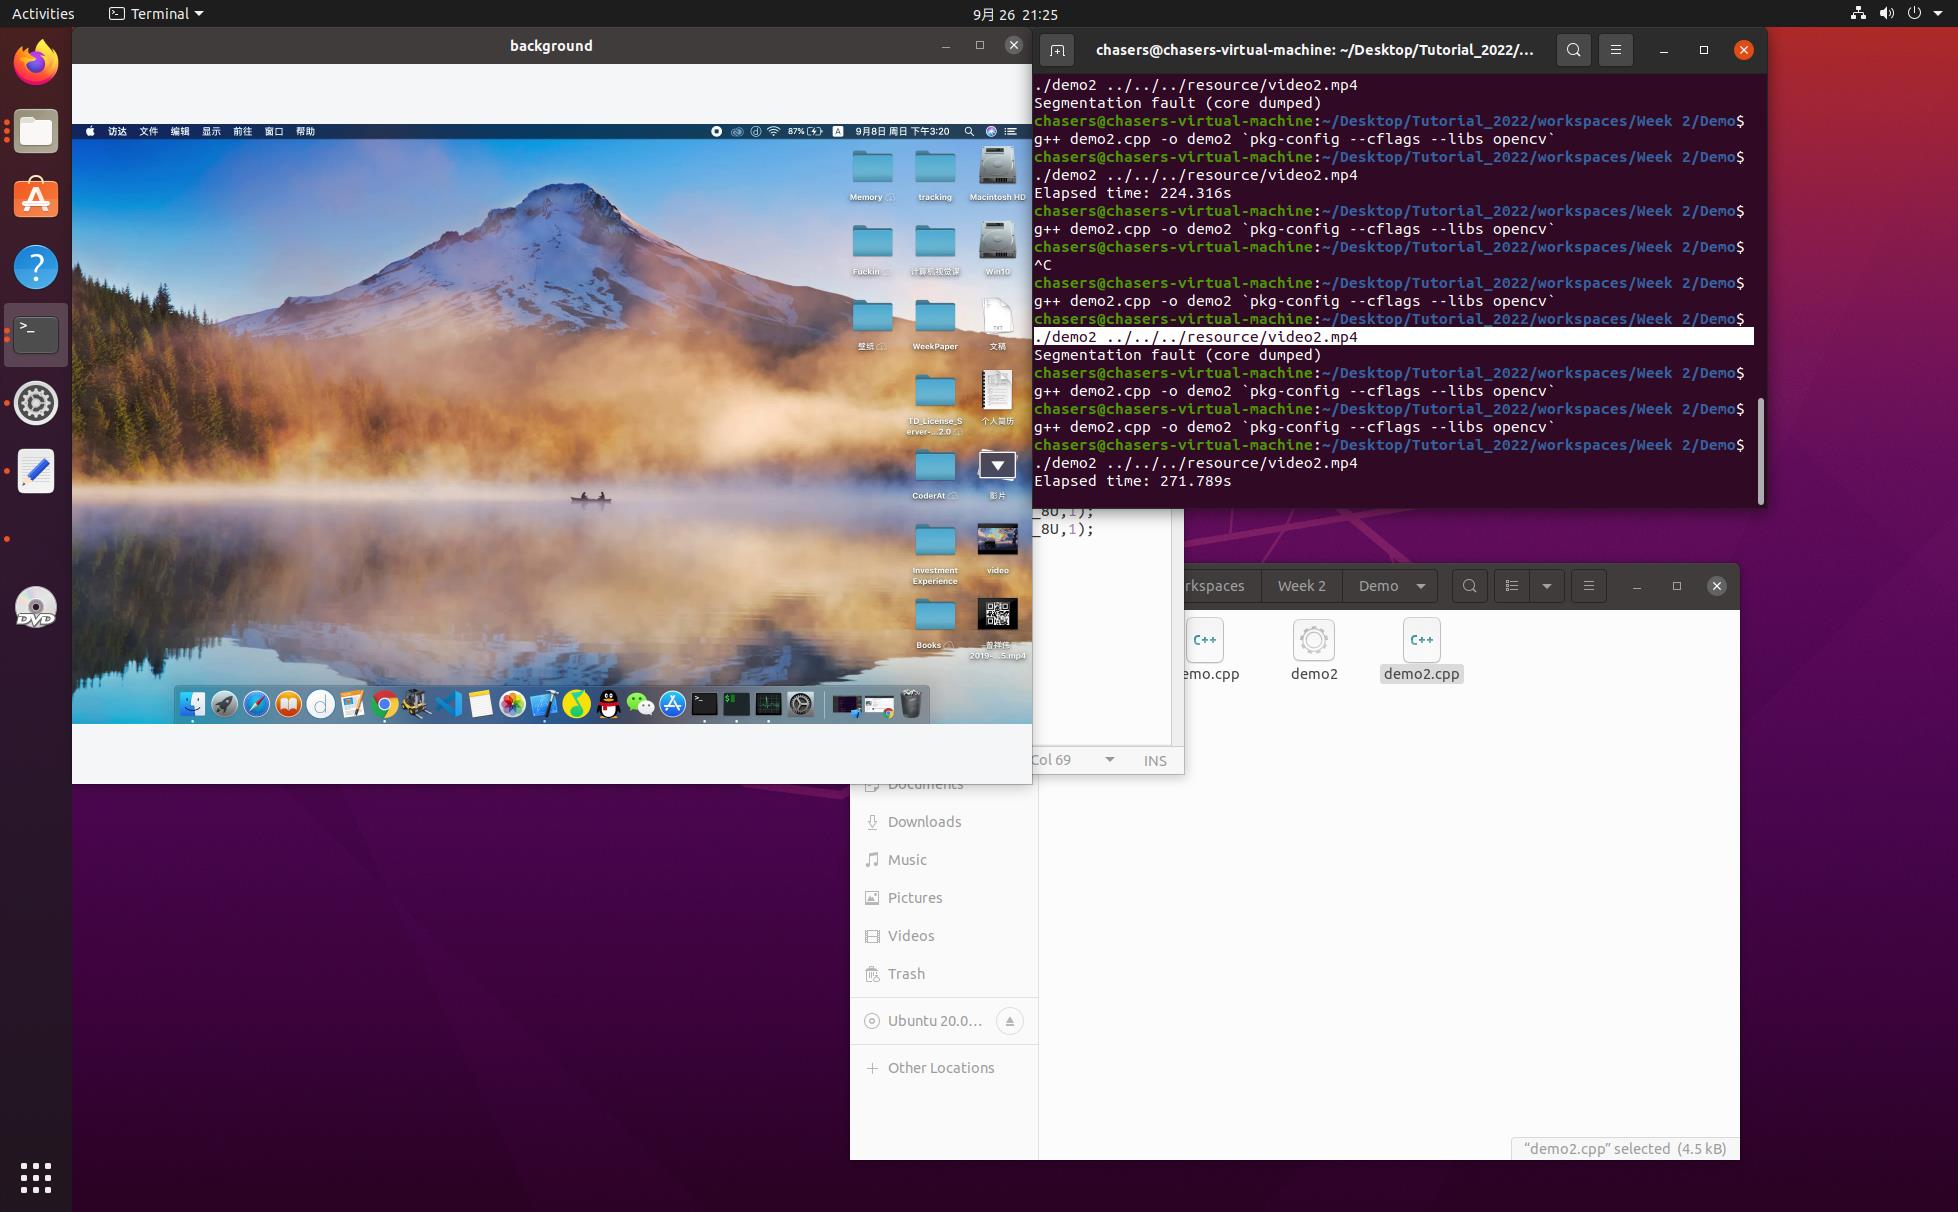 Activities
Terminal
9月 26 21:25
background
访达 文件 编辑 显示 前往 窗口 帮助
87%
A
9月8日 周日 下午3:20
Memory
tracking
Macintosh HD
Fuckin
计算机视觉课
Win10
壁纸
WeekPaper
TXT
文稿
TD_License_S
erver-...2.0
个人简历
CoderAt
影片
Investment
Experience
video
Books
2019-...5.mp4
DVD
chasers@chasers-virtual-machine: ~/Desktop/Tutorial_2022/...
./demo2 ../../../resource/video2.mp4
Segmentation fault (core dumped)
chasers@chasers-virtual-machine:~/Desktop/Tutorial_2022/workspaces/Week 2/Demo$
g++ demo2.cpp -o demo2 `pkg-config --cflags --libs opencv`
chasers@chasers-virtual-machine:~/Desktop/Tutorial_2022/workspaces/Week 2/Demo$
./demo2 ../../../resource/video2.mp4
Elapsed time: 224.316s
chasers@chasers-virtual-machine:~/Desktop/Tutorial_2022/workspaces/Week 2/Demo$
g++ demo2.cpp -o demo2 `pkg-config --cflags --libs opencv`
chasers@chasers-virtual-machine:~/Desktop/Tutorial_2022/workspaces/Week 2/Demo$
^C
chasers@chasers-virtual-machine:~/Desktop/Tutorial_2022/workspaces/Week 2/Demo$
g++ demo2.cpp -o demo2 `pkg-config --cflags --libs opencv`
chasers@chasers-virtual-machine:~/Desktop/Tutorial_2022/workspaces/Week 2/Demo$
./demo2 ../../../resource/video2.mp4
Segmentation fault (core dumped)
chasers@chasers-virtual-machine:~/Desktop/Tutorial_2022/workspaces/Week 2/Demo$
g++ demo2.cpp -o demo2 `pkg-config --cflags --libs opencv`
chasers@chasers-virtual-machine:~/Desktop/Tutorial_2022/workspaces/Week 2/Demo$
g++ demo2.cpp -o demo2 `pkg-config --cflags --libs opencv`
chasers@chasers-virtual-machine:~/Desktop/Tutorial_2022/workspaces/Week 2/Demo$
./demo2 ../../../resource/video2.mp4
Elapsed time: 271.789s
_8U,1);
_8U,1);
Col 69
INS
rkspaces
Week 2
Demo
C++
C++
emo.cpp
demo2
demo2.cpp
Documents
Downloads
Music
Pictures
Videos
Trash
Ubuntu 20.0...
Other Locations
“demo2.cpp” selected (4.5 kB)